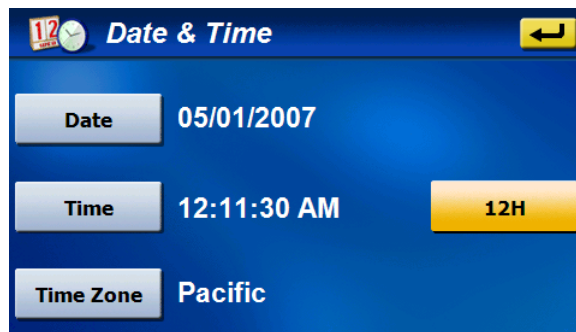 12
Date & Time
Date 05/01/2007
Time 12:11:30 AM 12H
Time Zone Pacific